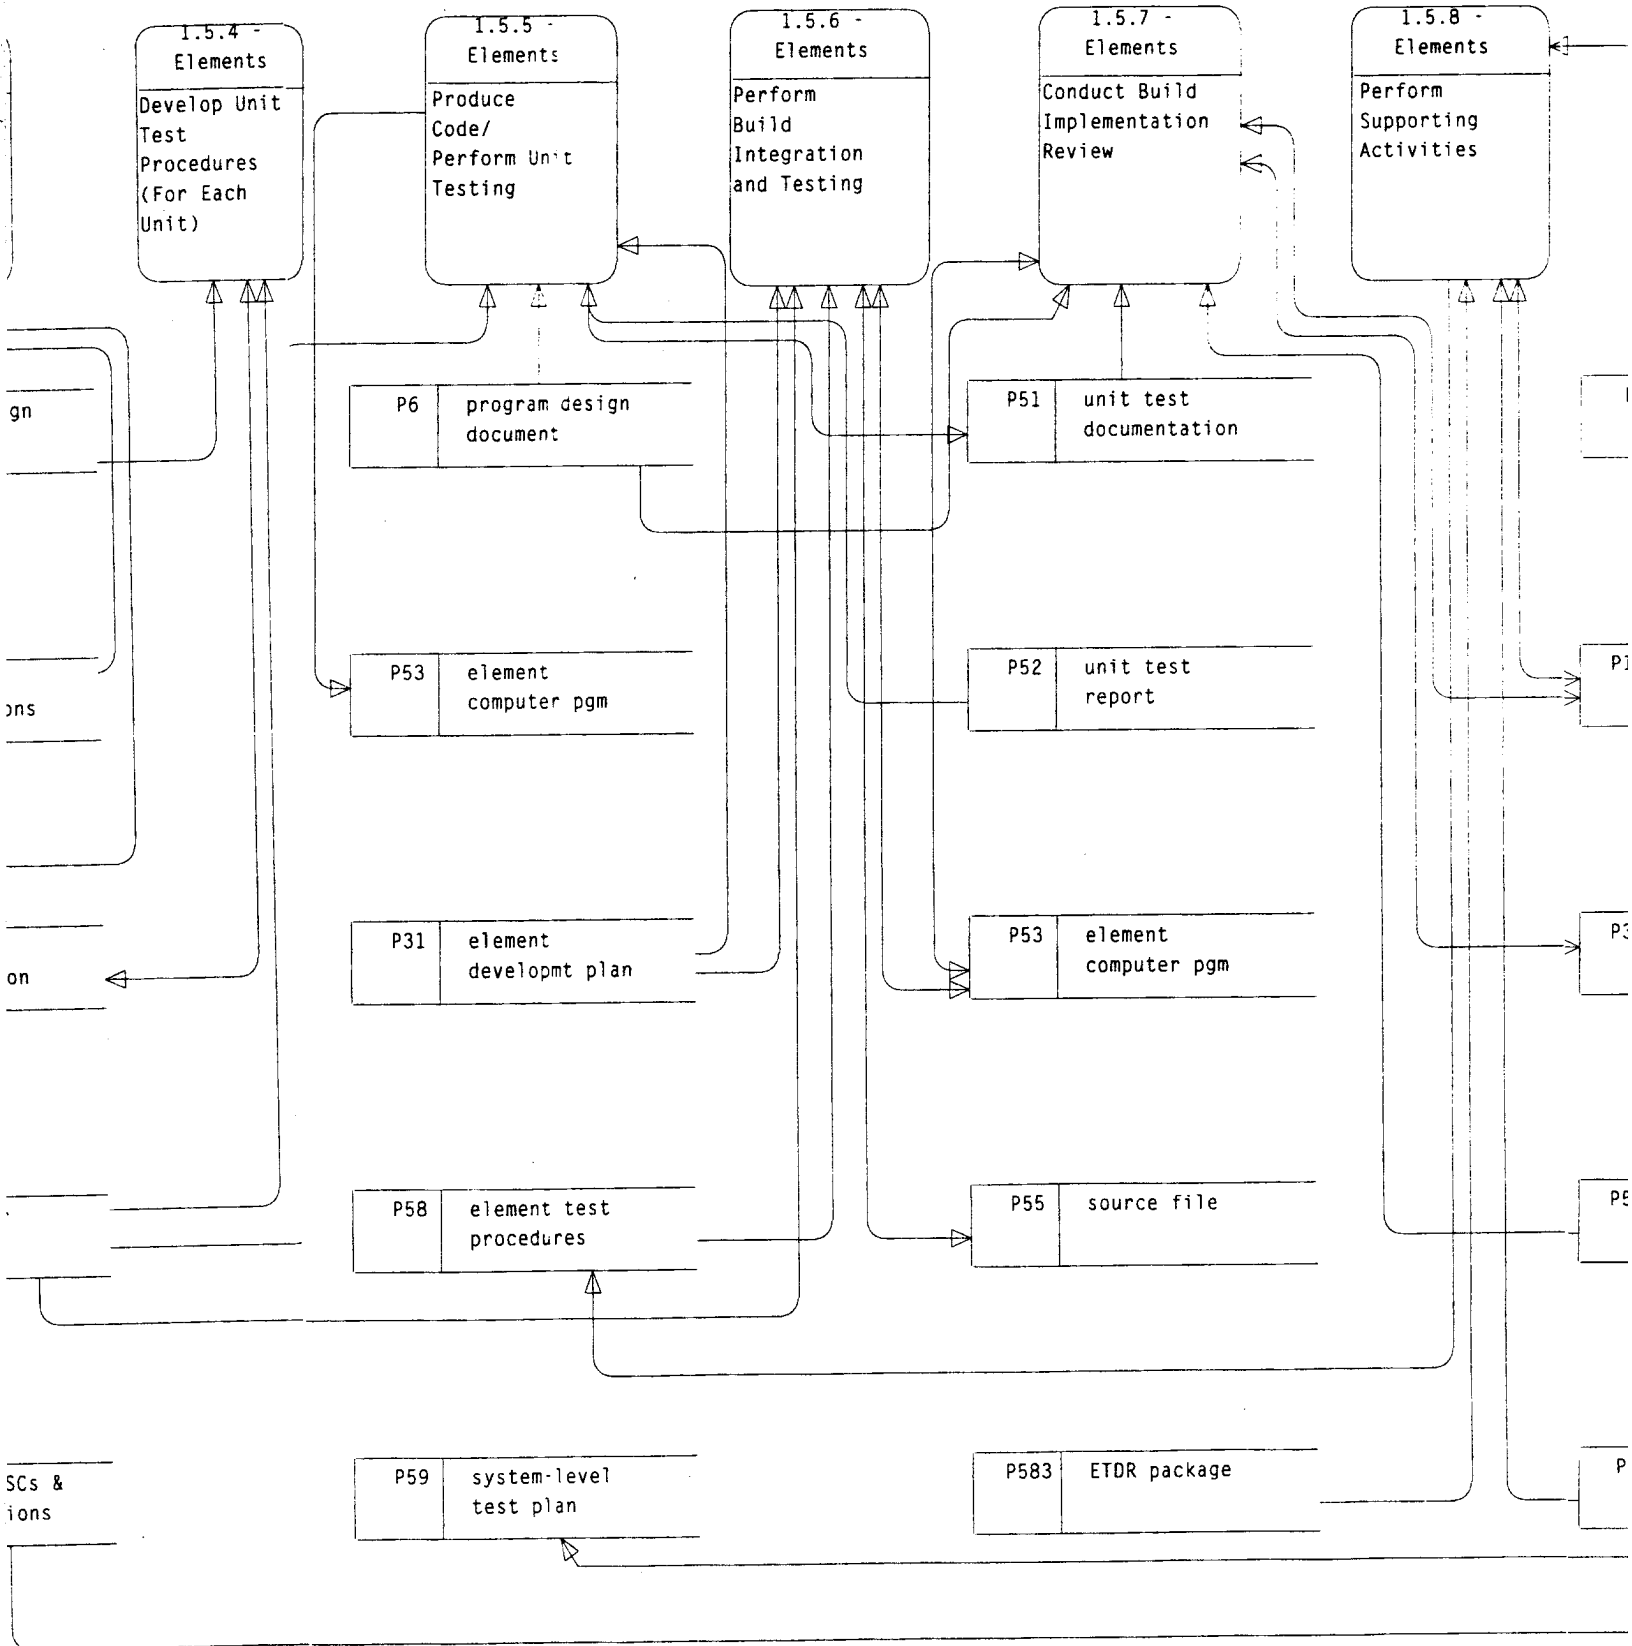 1.5.4 -
Elements
Develop Unit
Test
Procedures
(For Each
Unit)
1.5.5 -
Elements
Produce
Code/
Perform Unit
Testing
1.5.6 -
Elements
Perform
Build
Integration
and Testing
1.5.7 -
Elements
Conduct Build
Implementation
Review
1.5.8 -
Elements
Perform
Supporting
Activities
gn
P6 program design
document
P51 unit test
documentation
ons
P53 element
computer pgm
P52 unit test
report
P1
on
P31 element
developmt plan
P53 element
computer pgm
P3
P58 element test
procedures
P55 source file
P5
SCs &
ions
P59 system-level
test plan
P583 ETDR package
P